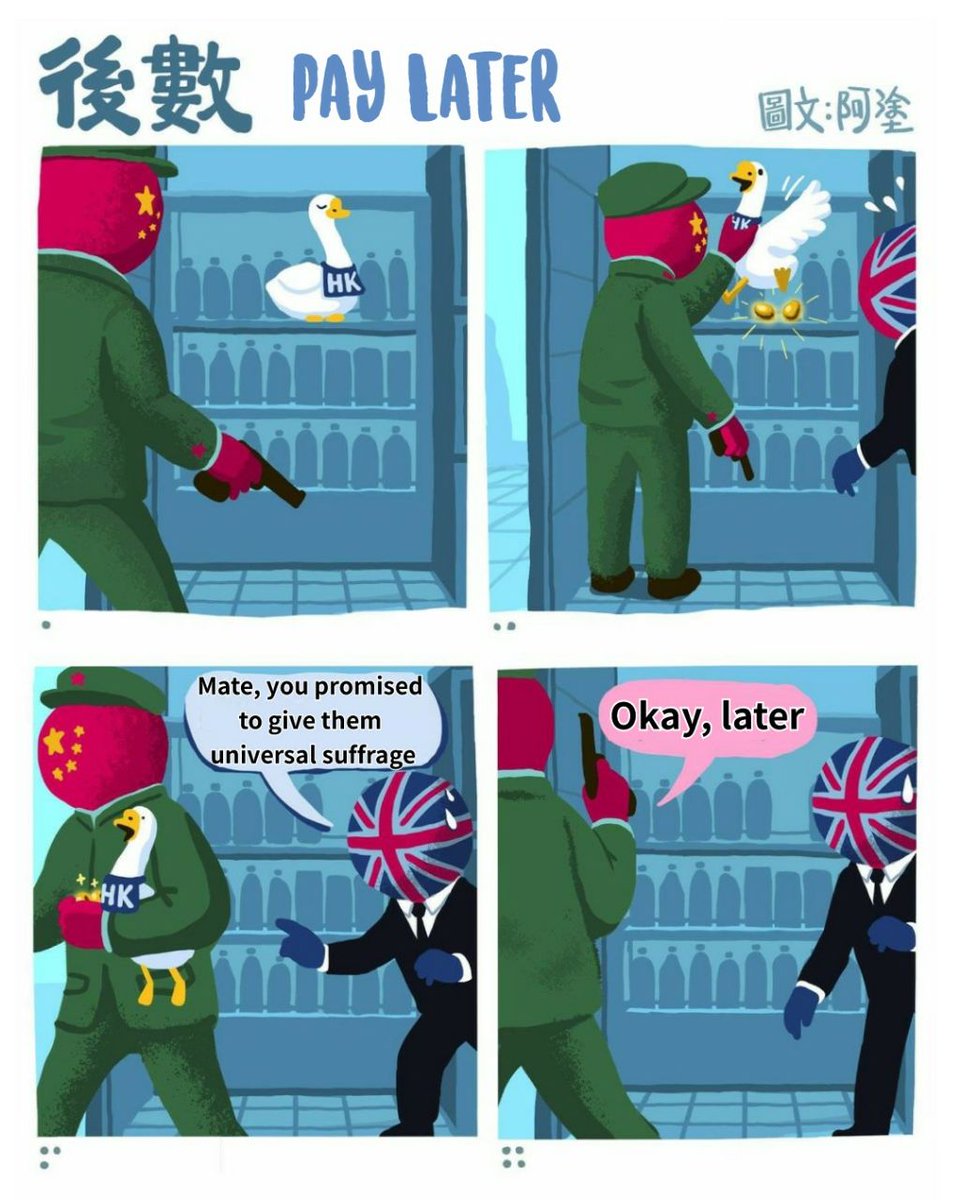 後數 PAY LATER
圖文:阿塗
HK
HK
Mate, you promised
to give them
universal suffrage
HK
Okay, later